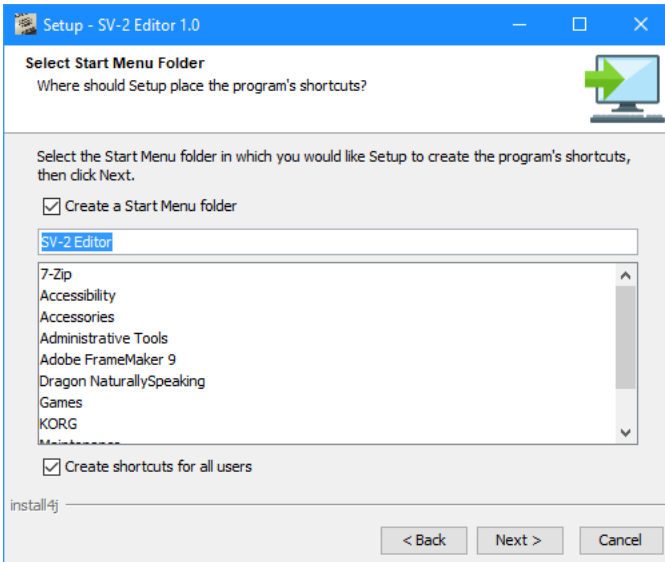 Setup - SV-2 Editor 1.0
Select Start Menu Folder
Where should Setup place the program's shortcuts?
Select the Start Menu folder in which you would like Setup to create the program's shortcuts,
then click Next.
Create a Start Menu folder
SV-2 Editor
7-Zip
Accessibility
Accessories
Administrative Tools
Adobe FrameMaker 9
Dragon NaturallySpeaking
Games
KORG
Maintenance
Create shortcuts for all users
install4j
< Back Next > Cancel